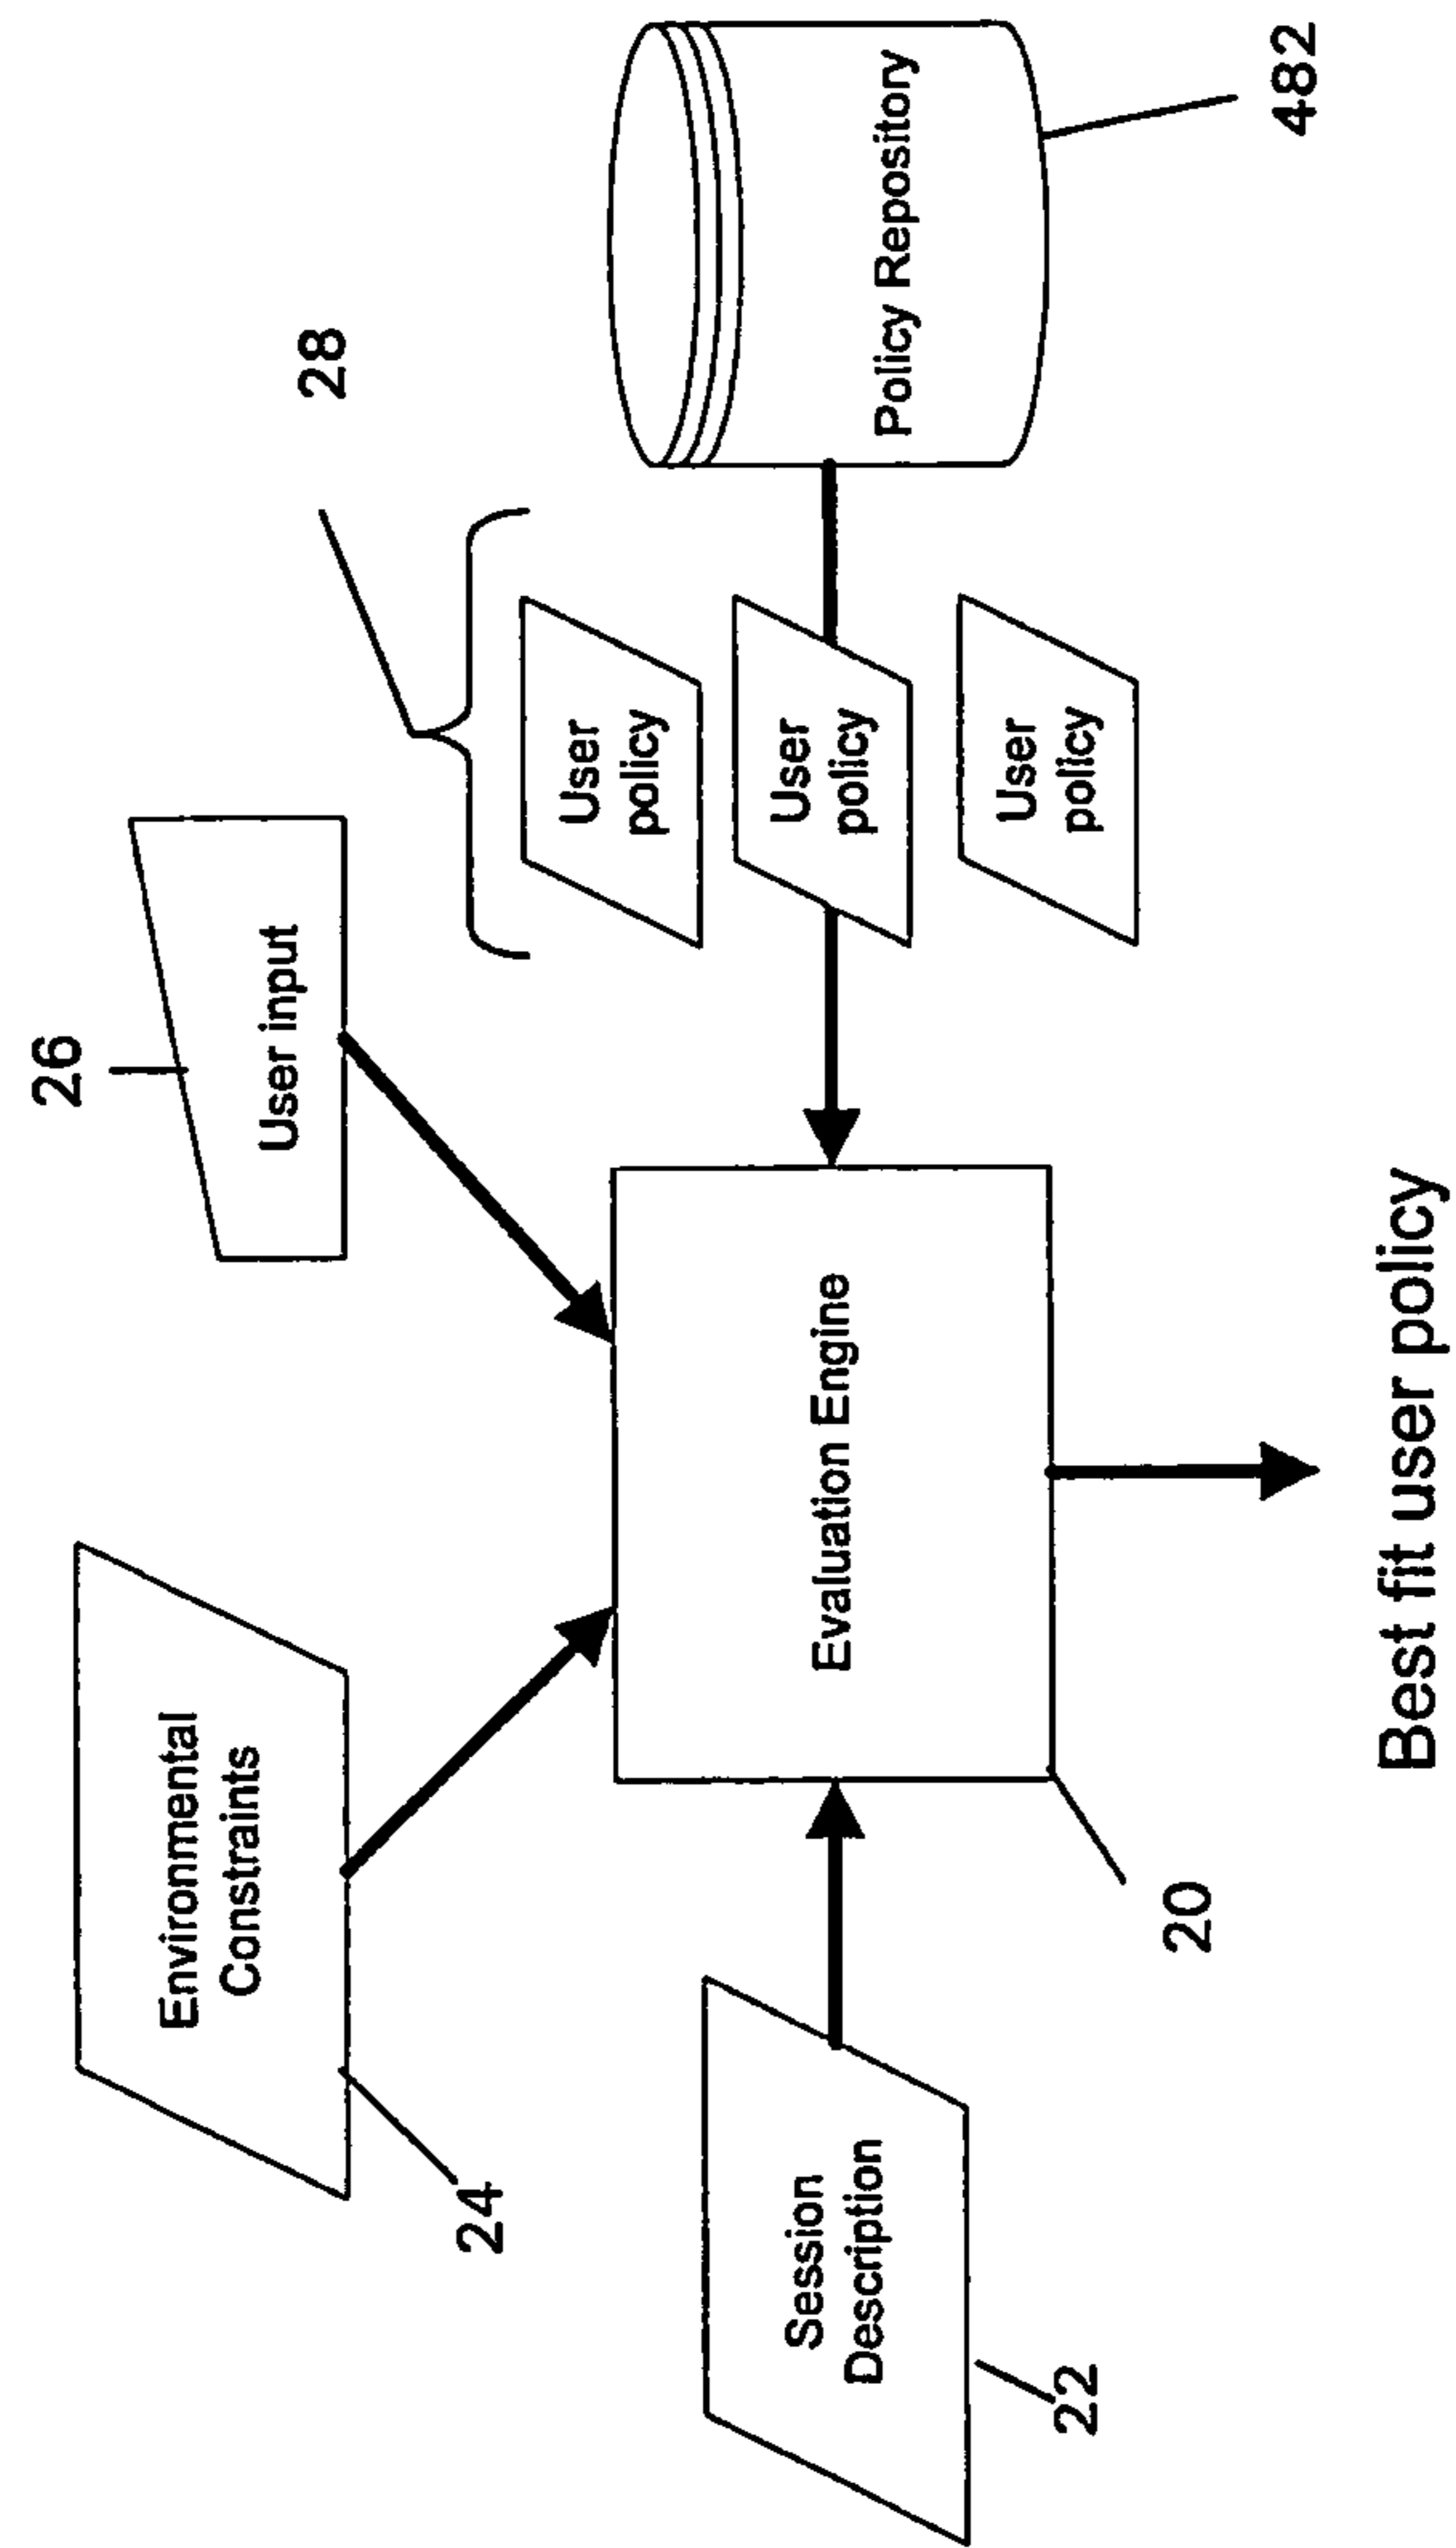 24
Environmental
Constraints
26
User input
28
Session
Description
22
Evaluation Engine
20
User
policy
User
policy
User
policy
Policy Repository
482
Best fit user policy